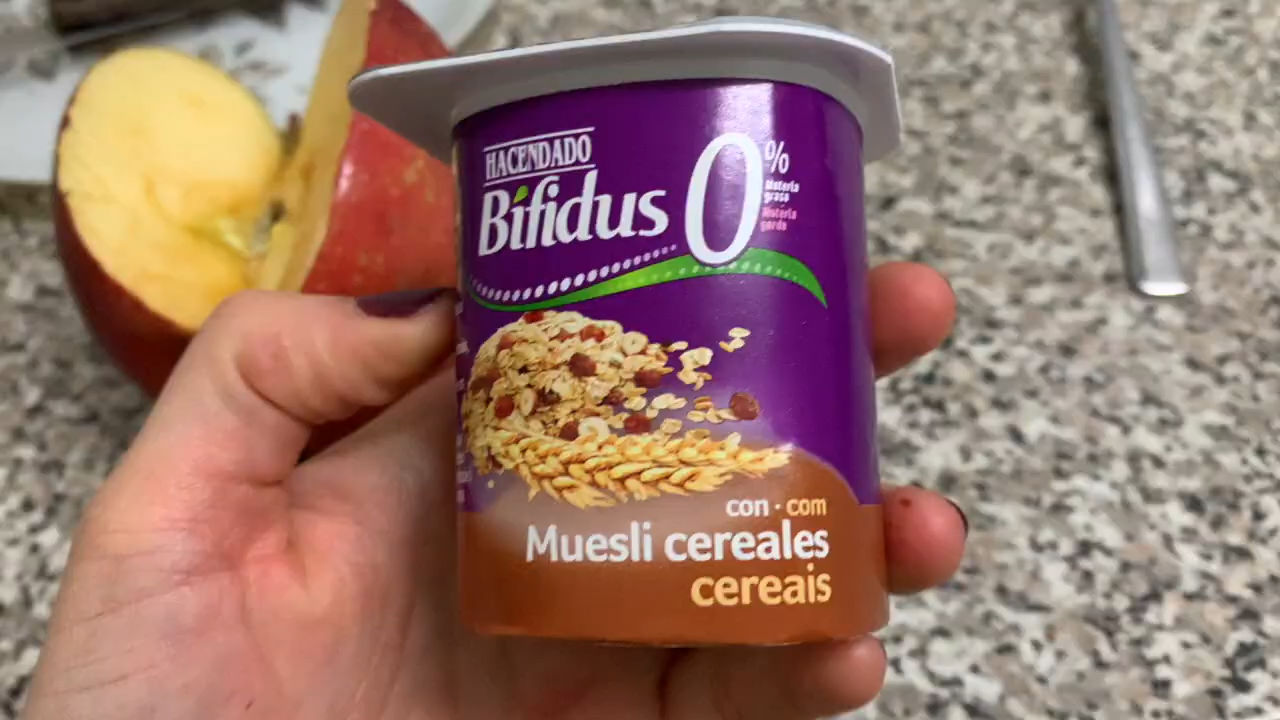 HACENDADO
Bífidus 0%
Materia
grasa
Matéria
gorda
con · com
Muesli cereales
cereais